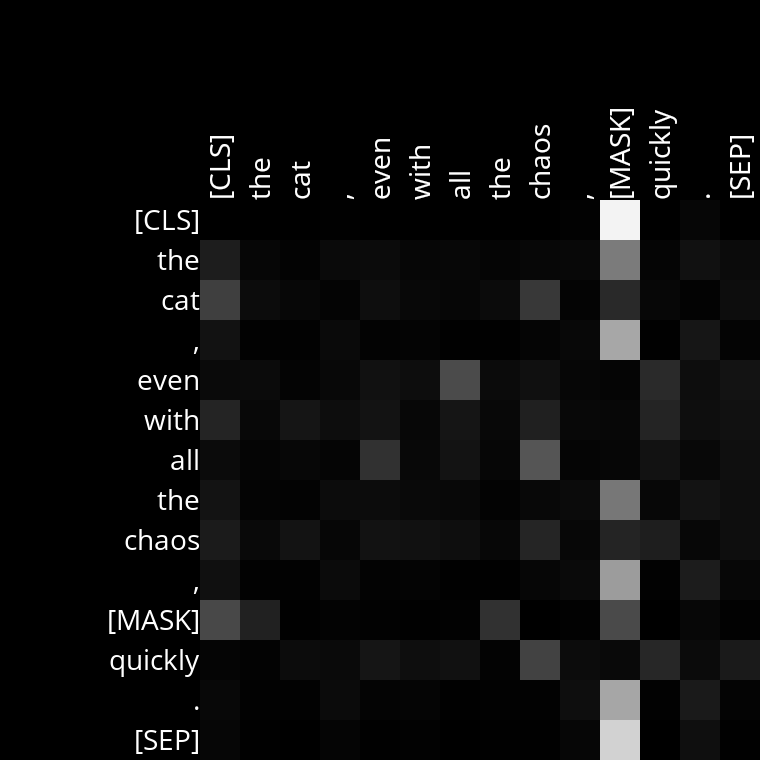 [CLS] the cat , even with all the chaos , [MASK] quickly . [SEP]
[CLS]
the
cat
,
even
with
all
the
chaos
,
[MASK]
quickly
.
[SEP]